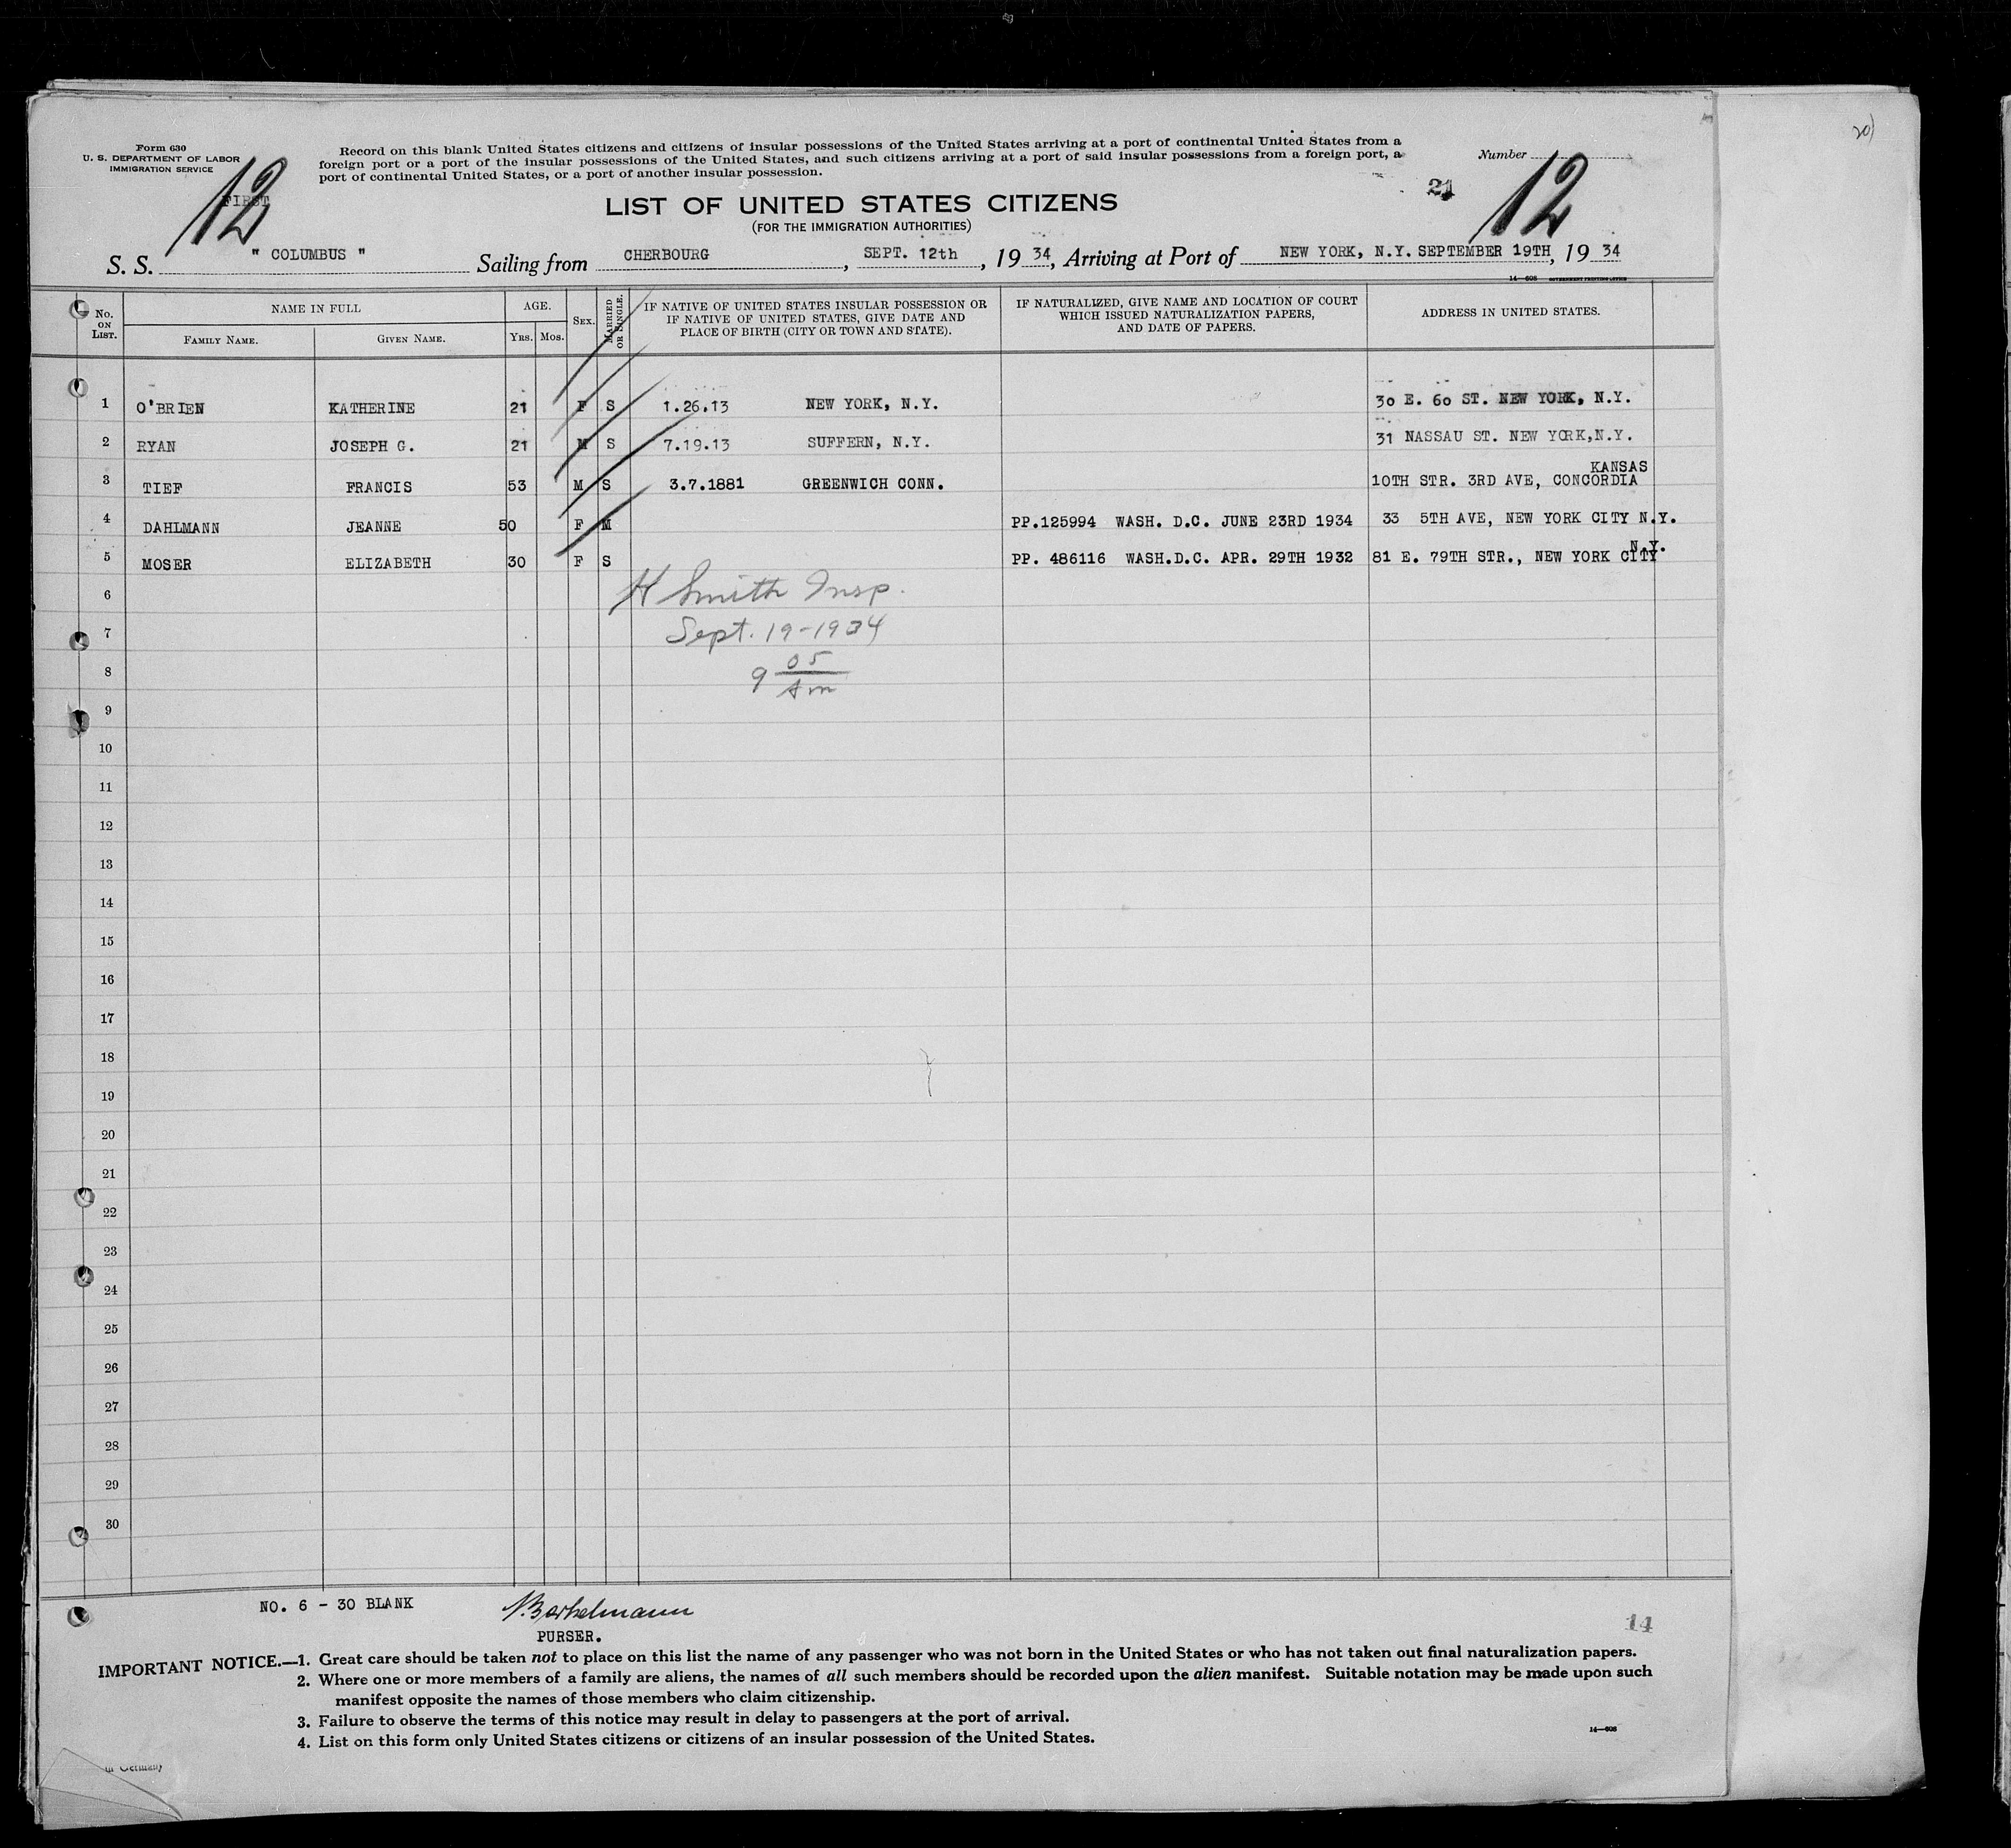 20)
Form 630
U. S. DEPARTMENT OF LABOR
IMMIGRATION SERVICE
Record on this blank United States citizens and citizens of insular possessions of the United States arriving at a port of continental United States from a
foreign port or a port of the insular possessions of the United States, and such citizens arriving at a port of said insular possessions from a foreign port, a
port of continental United States, or a port of another insular possession.
Number
12
FIRST
21
12
LIST OF UNITED STATES CITIZENS
(FOR THE IMMIGRATION AUTHORITIES)
S. S. " COLUMBUS " Sailing from CHERBOURG, SEPT. 12th, 19 34, Arriving at Port of NEW YORK, N.Y. SEPTEMBER 19TH, 19 34
14—608 GOVERNMENT PRINTING OFFICE
No. ON LIST. NAME IN FULL AGE. SEX. MARRIED OR SINGLE. IF NATIVE OF UNITED STATES INSULAR POSSESSION OR IF NATIVE OF UNITED STATES, GIVE DATE AND PLACE OF BIRTH (CITY OR TOWN AND STATE). IF NATURALIZED, GIVE NAME AND LOCATION OF COURT WHICH ISSUED NATURALIZATION PAPERS, AND DATE OF PAPERS. ADDRESS IN UNITED STATES.
FAMILY NAME. GIVEN NAME. YRS. MOS.
1 O'BRIEN KATHERINE 21 F S 1.26.13 NEW YORK, N.Y. 30 E. 60 ST. NEW YORK, N.Y.
2 RYAN JOSEPH G. 21 M S 7.19.13 SUFFERN, N.Y. 31 NASSAU ST. NEW YORK,N.Y.
KANSAS
3 TIEF FRANCIS 53 M S 3.7.1881 GREENWICH CONN. 10TH STR. 3RD AVE, CONCORDIA
4 DAHLMANN JEANNE 50 F M PP.125994 WASH. D.C. JUNE 23RD 1934 33 5TH AVE, NEW YORK CITY N.Y.
N.Y.
5 MOSER ELIZABETH 30 F S PP. 486116 WASH.D.C. APR. 29TH 1932 81 E. 79TH STR., NEW YORK CITY
6 H Smith Insp.
7 Sept. 19-1934
8 9 05 Am
9
10
11
12
13
14
15
16
17
18
19
20
21
22
23
24
25
26
27
28
29
30
NO. 6 - 30 BLANK
PURSER.
14
IMPORTANT NOTICE.—1. Great care should be taken not to place on this list the name of any passenger who was not born in the United States or who has not taken out final naturalization papers.
2. Where one or more members of a family are aliens, the names of all such members should be recorded upon the alien manifest. Suitable notation may be made upon such
manifest opposite the names of those members who claim citizenship.
3. Failure to observe the terms of this notice may result in delay to passengers at the port of arrival.
4. List on this form only United States citizens or citizens of an insular possession of the United States.
14—608
in Germany